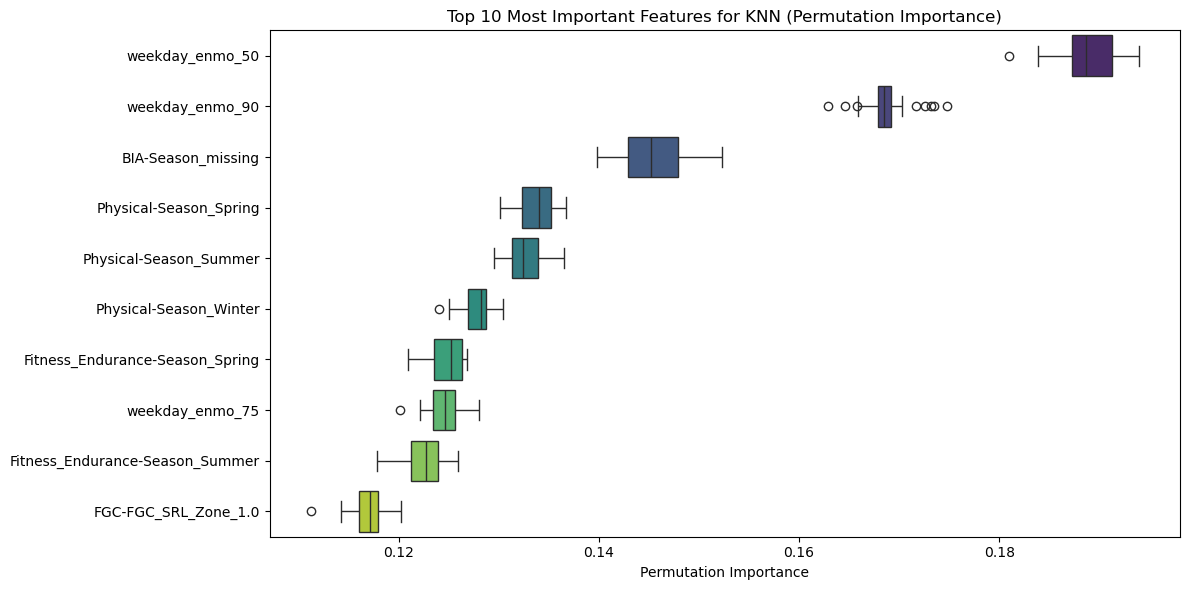 Top 10 Most Important Features for KNN (Permutation Importance)
weekday_enmo_50
weekday_enmo_90
BIA-Season_missing
Physical-Season_Spring
Physical-Season_Summer
Physical-Season_Winter
Fitness_Endurance-Season_Spring
weekday_enmo_75
Fitness_Endurance-Season_Summer
FGC-FGC_SRL_Zone_1.0
0.12 0.14 0.16 0.18
Permutation Importance